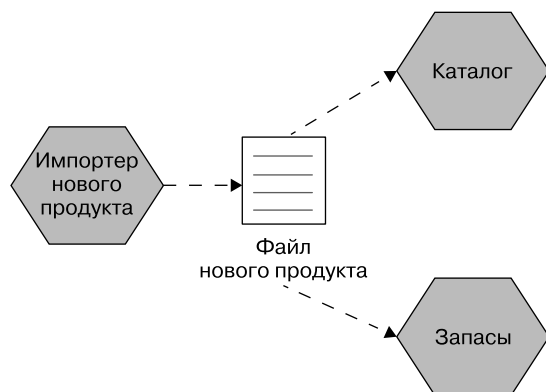 Каталог
Импортер
нового
продукта
Файл
нового продукта
Запасы